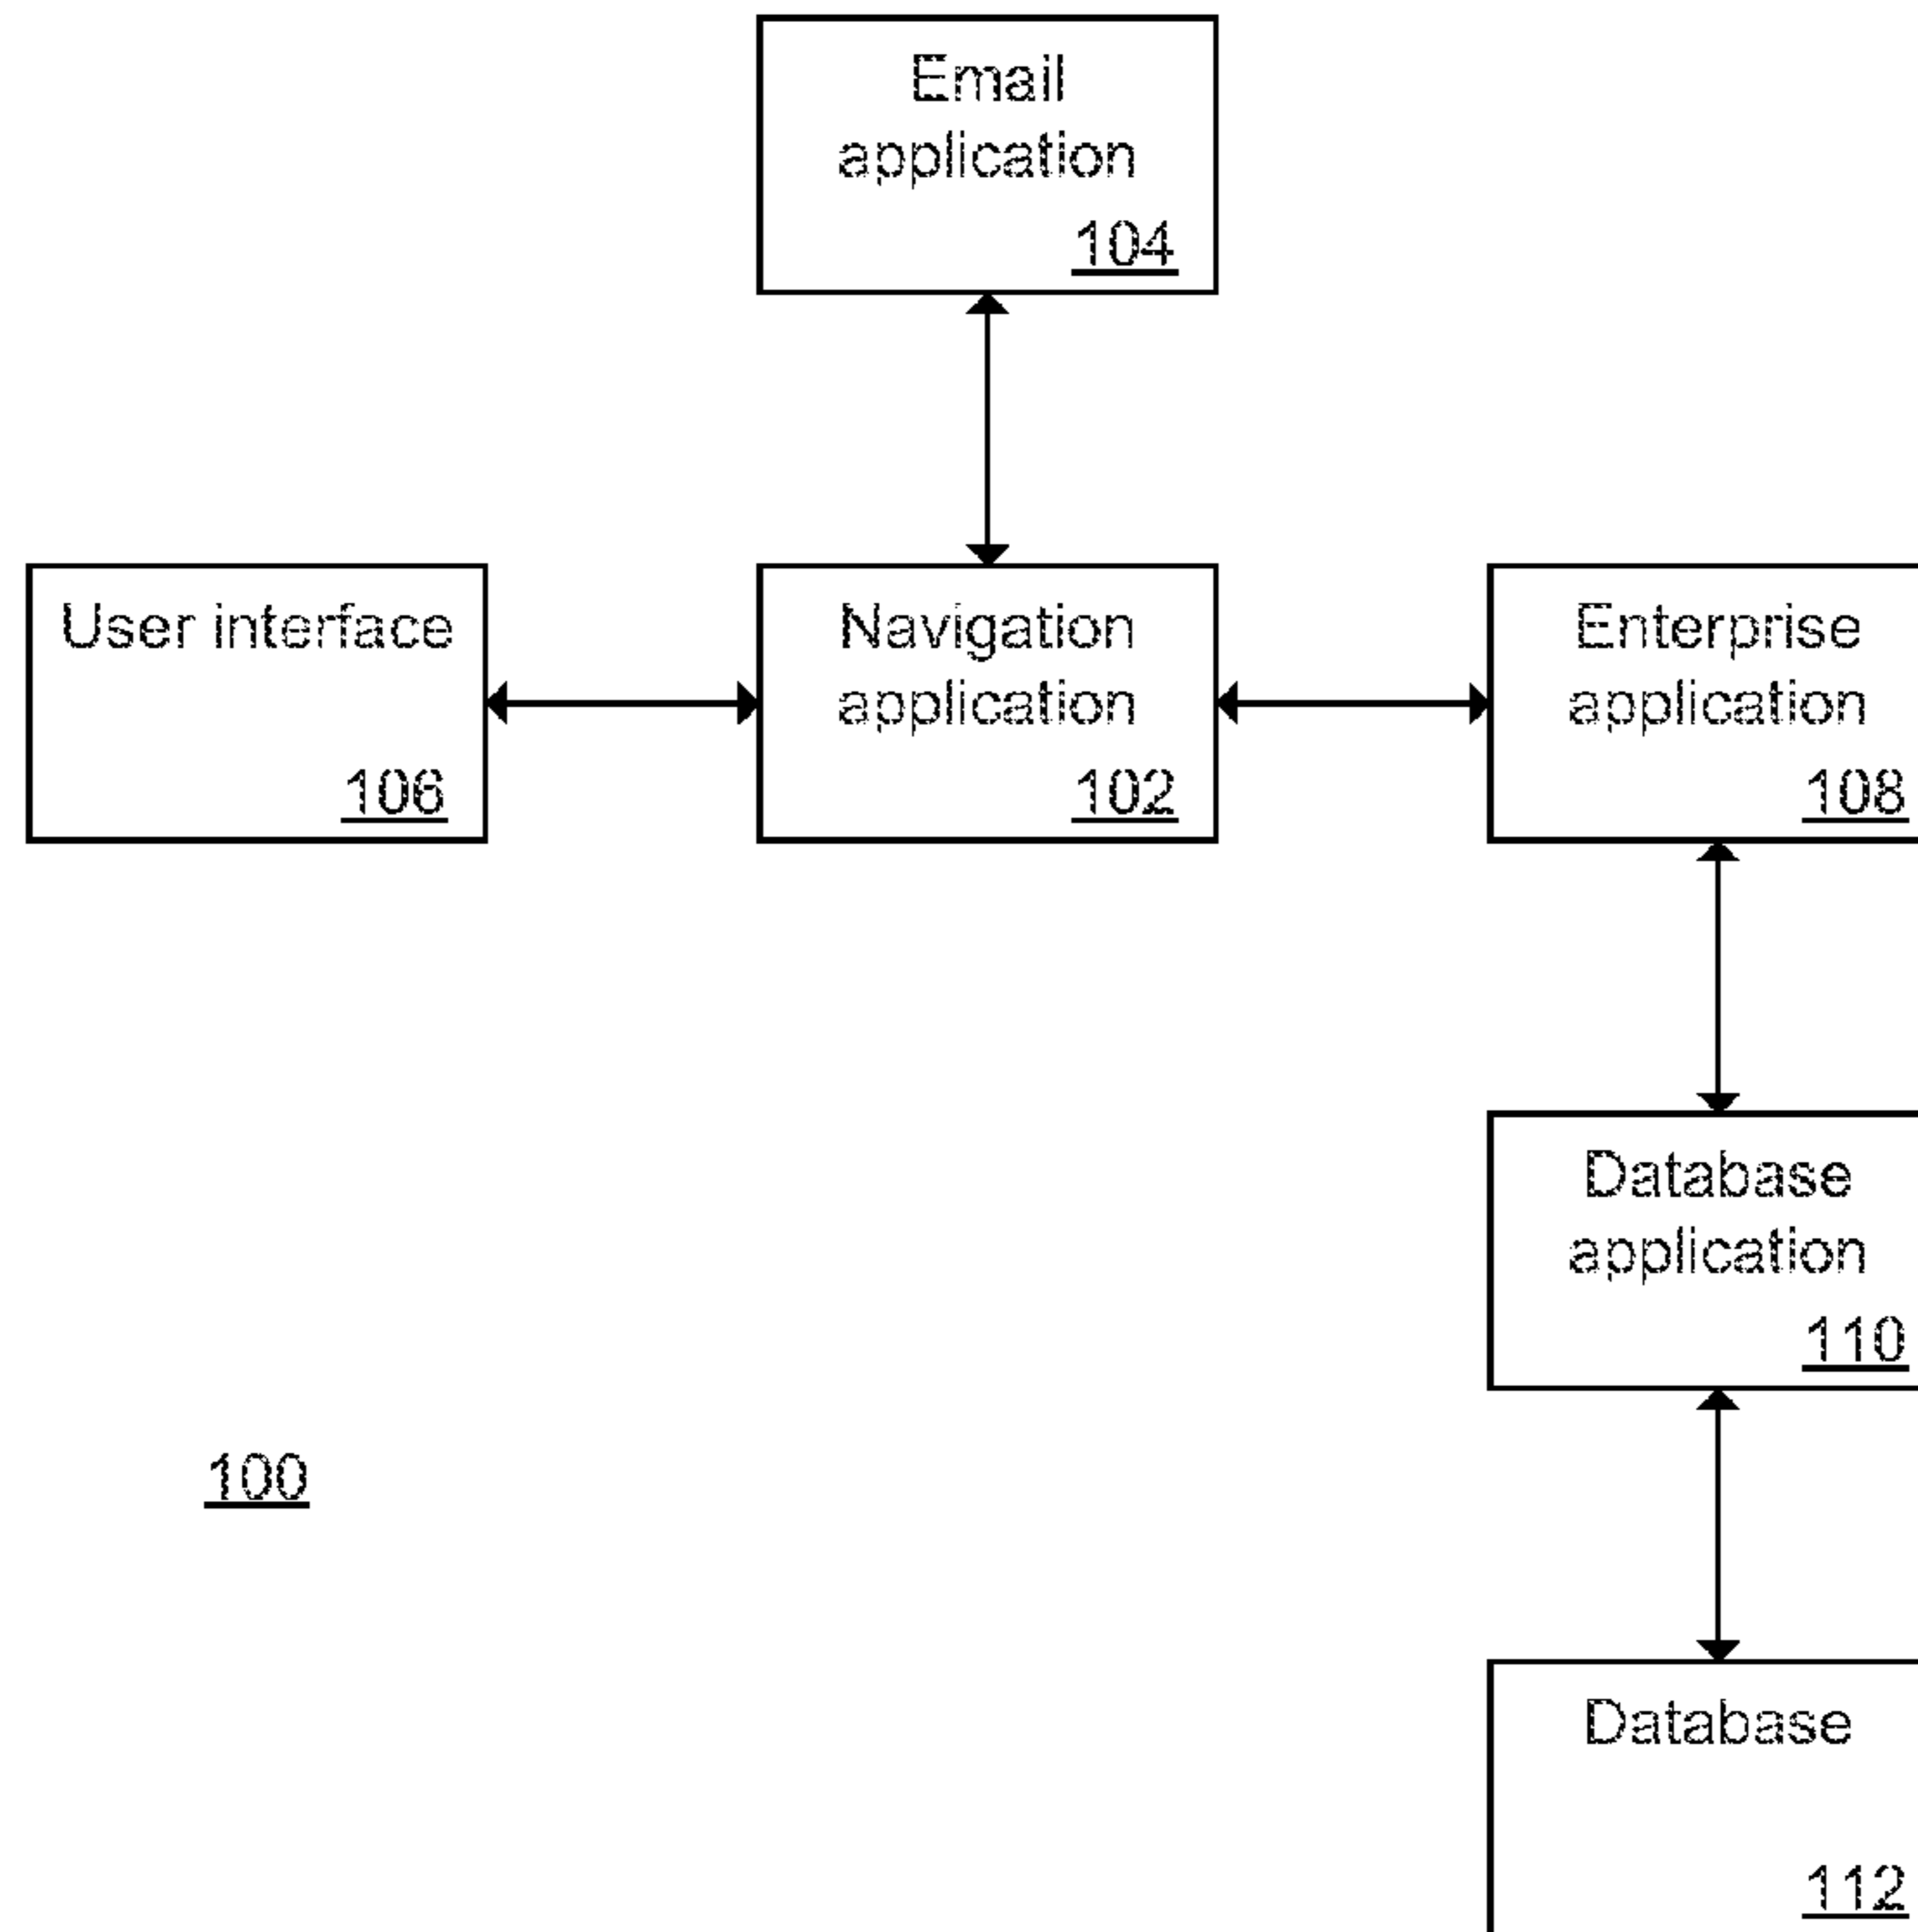 Email
application
104
User interface
106
Navigation
application
102
Enterprise
application
108
Database
application
110
100
Database
112